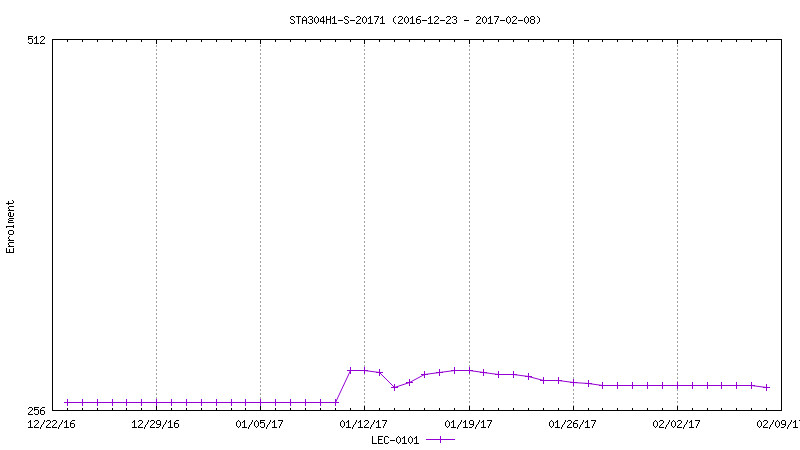 STA304H1-S-20171 (2016-12-23 - 2017-02-08)
512
Enrolment
256
12/22/16 12/29/16 01/05/17 01/12/17 01/19/17 01/26/17 02/02/17 02/09/17
LEC-0101